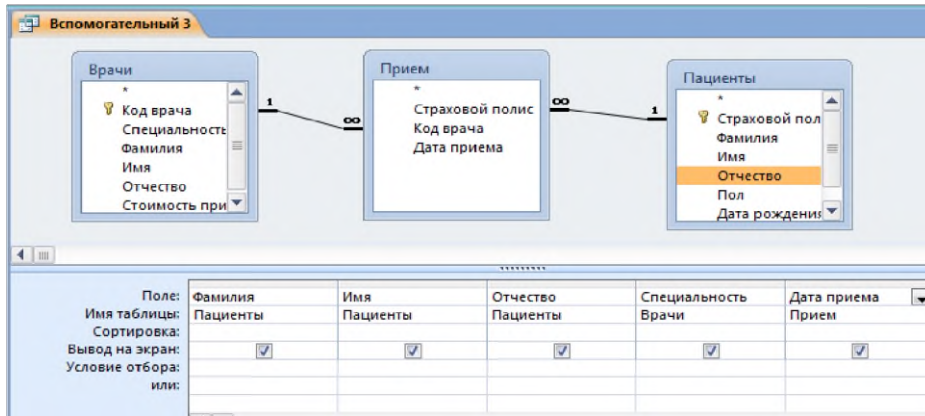 Вспомогательный 3
Врачи
*
Код врача
Специальность
Фамилия
Имя
Отчество
Стоимость при
Прием
*
Страховой полис
Код врача
Дата приема
Пациенты
*
Страховой пол
Фамилия
Имя
Отчество
Пол
Дата рождения
1
∞
∞
1
Поле: Фамилия Имя Отчество Специальность Дата приема
Имя таблицы: Пациенты Пациенты Пациенты Врачи Прием
Сортировка:
Вывод на экран:
Условие отбора:
или: